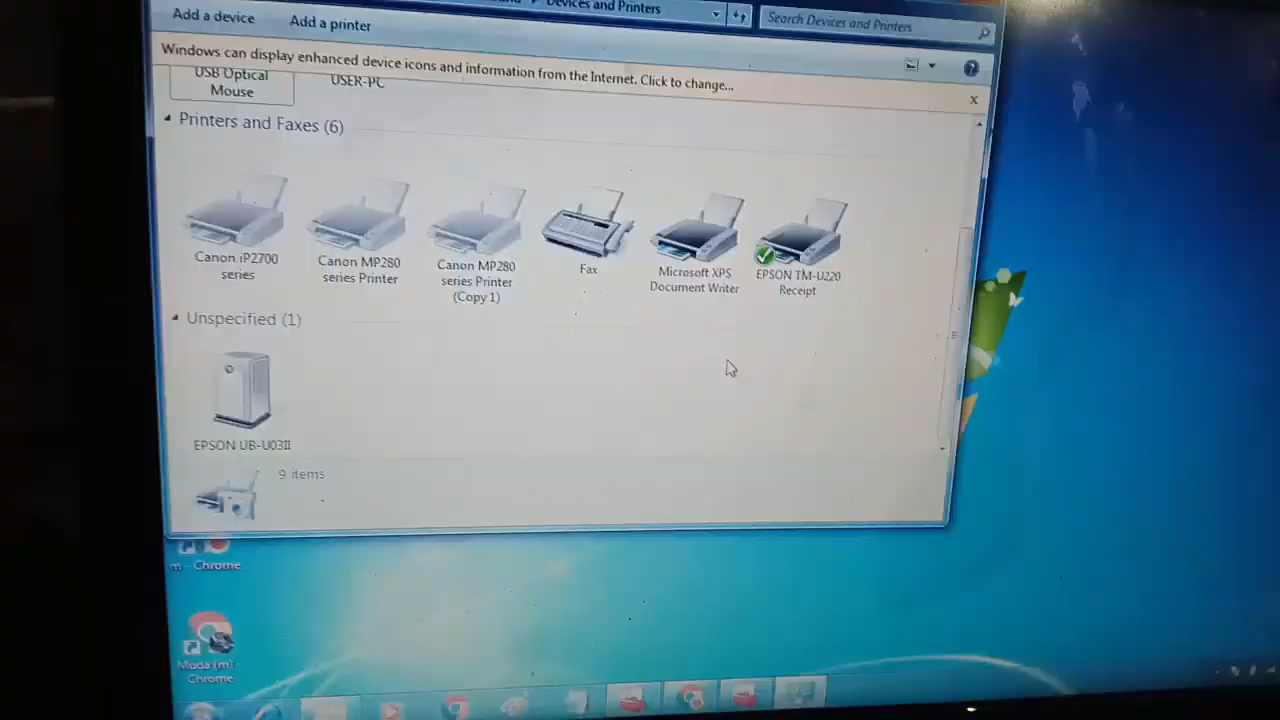 Devices and Printers
Search Devices and Printers
Add a device
Add a printer
Windows can display enhanced device icons and information from the Internet. Click to change...
x
USB Optical
Mouse
USER-PC
Printers and Faxes (6)
Canon iP2700
series
Canon MP280
series Printer
Canon MP280
series Printer
(Copy 1)
Fax
Microsoft XPS
Document Writer
EPSON TM-U220
Receipt
Unspecified (1)
EPSON UB-U03II
9 items
m - Chrome
Muda (m) -
Chrome